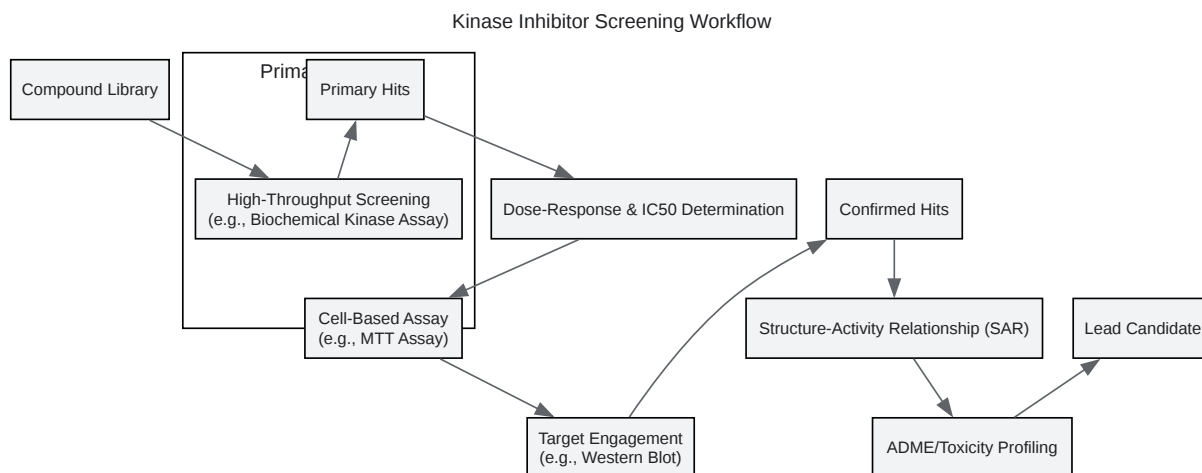 Kinase Inhibitor Screening Workflow
Compound Library
Primary Hits
High-Throughput Screening
(e.g., Biochemical Kinase Assay)
Dose-Response & IC50 Determination
Confirmed Hits
Cell-Based Assay
(e.g., MTT Assay)
Structure-Activity Relationship (SAR)
Lead Candidate
Target Engagement
(e.g., Western Blot)
ADME/Toxicity Profiling